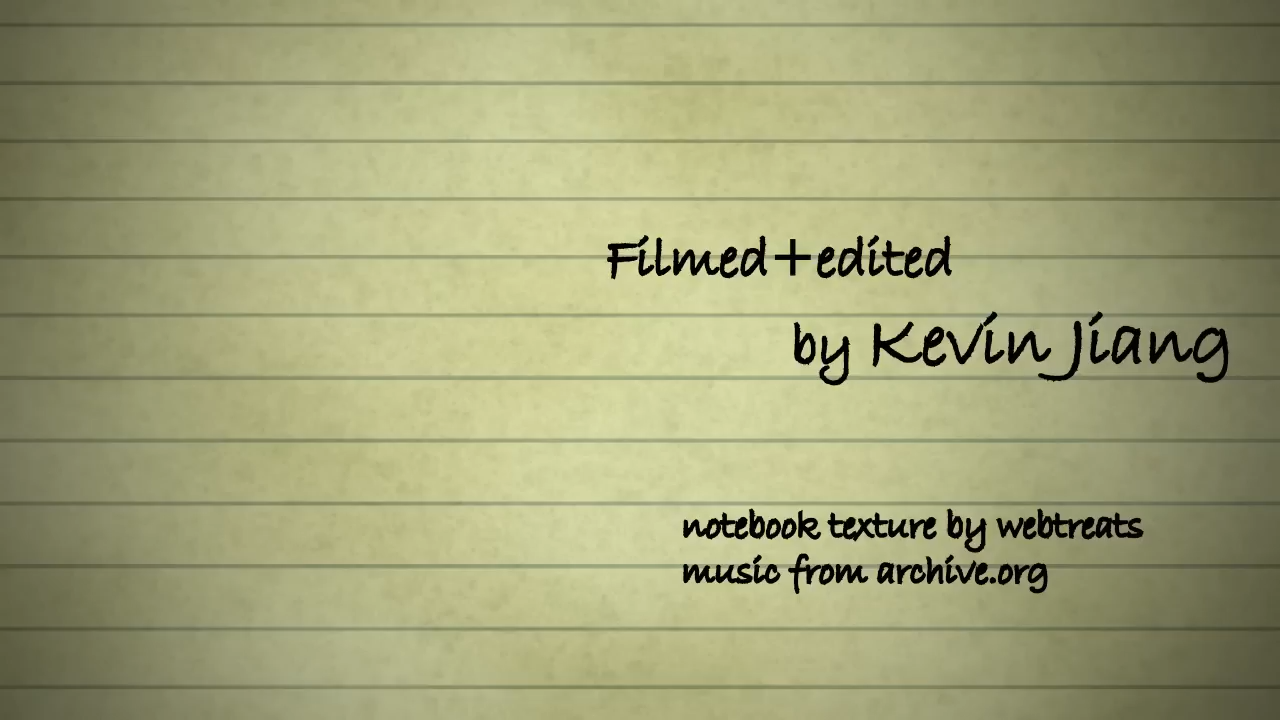 Filmed+edited
by Kevin Jiang
notebook texture by webtreats
music from archive.org